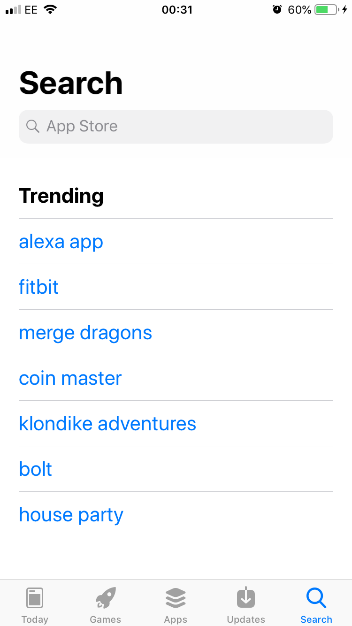 EE 00:31 60%
Search
App Store
Trending
alexa app
fitbit
merge dragons
coin master
klondike adventures
bolt
house party
Today Games Apps Updates Search